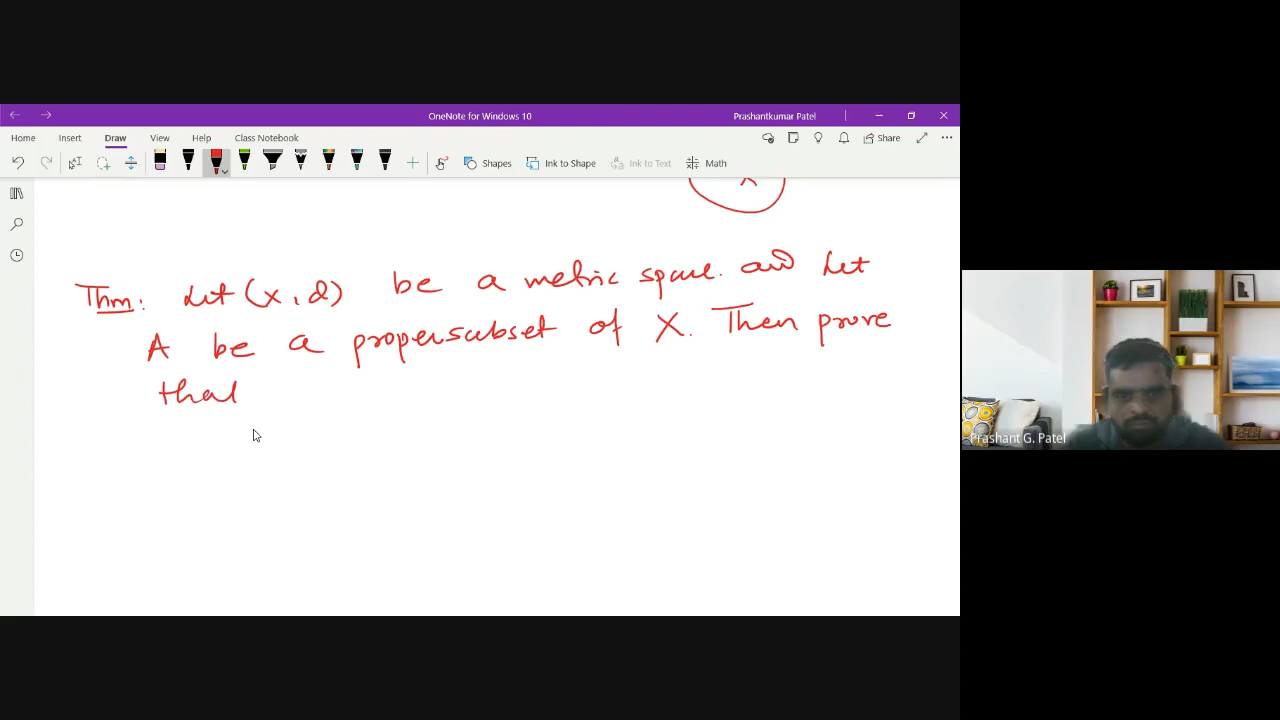 OneNote for Windows 10
Prashantkumar Patel
Home Insert Draw View Help Class Notebook
Share
Shapes Ink to Shape Ink to Text Math
X
Thm: Let (X, d) be a metric space. and Let
A be a proper subset of X. Then prove
that
Prashant G. Patel